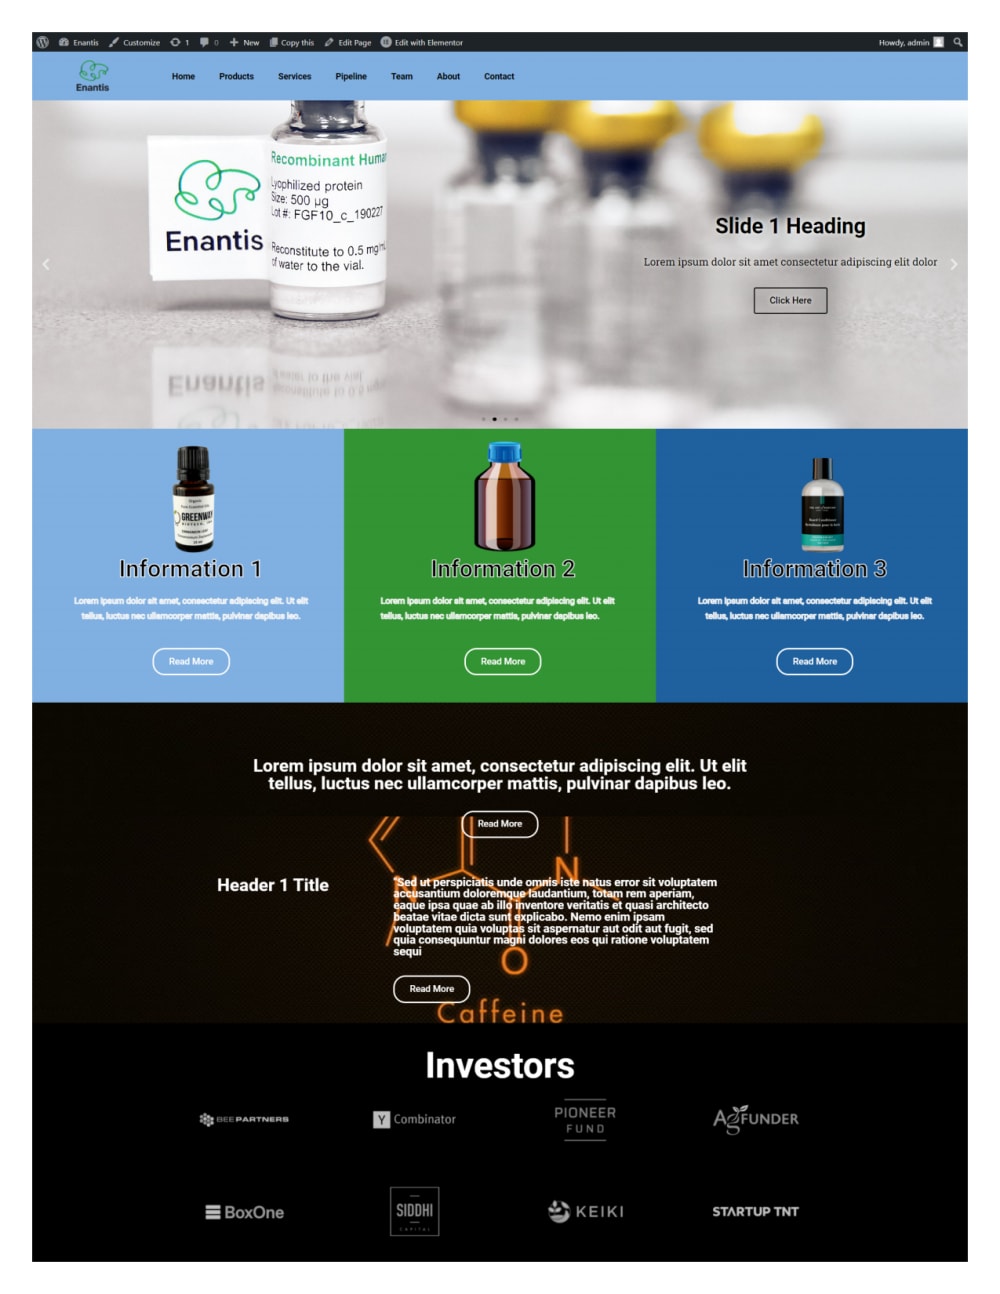 Enantis Customize 1 0 New Copy this Edit Page Edit with Elementor Howdy, admin
Enantis
Home Products Services Pipeline Team About Contact
Recombinant Huma
Lyophilized protein
Size: 500 µg
Lot #: FGF10_c_190227
Enantis
Reconstitute to 0.5 mg/mL
of water to the vial.
Slide 1 Heading
Lorem ipsum dolor sit amet consectetur adipiscing elit dolor
Click Here
Enantis
GREENWAY
Information 1
Lorem ipsum dolor sit amet, consectetur adipiscing elit. Ut elit
tellus, luctus nec ullamcorper mattis, pulvinar dapibus leo.
Read More
Information 2
Lorem ipsum dolor sit amet, consectetur adipiscing elit. Ut elit
tellus, luctus nec ullamcorper mattis, pulvinar dapibus leo.
Read More
Information 3
Lorem ipsum dolor sit amet, consectetur adipiscing elit. Ut elit
tellus, luctus nec ullamcorper mattis, pulvinar dapibus leo.
Read More
Lorem ipsum dolor sit amet, consectetur adipiscing elit. Ut elit
tellus, luctus nec ullamcorper mattis, pulvinar dapibus leo.
Read More
Header 1 Title
"Sed ut perspiciatis unde omnis iste natus error sit voluptatem
accusantium doloremque laudantium, totam rem aperiam,
eaque ipsa quae ab illo inventore veritatis et quasi architecto
beatae vitae dicta sunt explicabo. Nemo enim ipsam
voluptatem quia voluptas sit aspernatur aut odit aut fugit, sed
quia consequuntur magni dolores eos qui ratione voluptatem
sequi
N
N
O
Read More
Caffeine
Investors
BEE PARTNERS
Y Combinator
PIONEER
FUND
AgFUNDER
BoxOne
SIDDHI
CAPITAL
KEIKI
STARTUP TNT